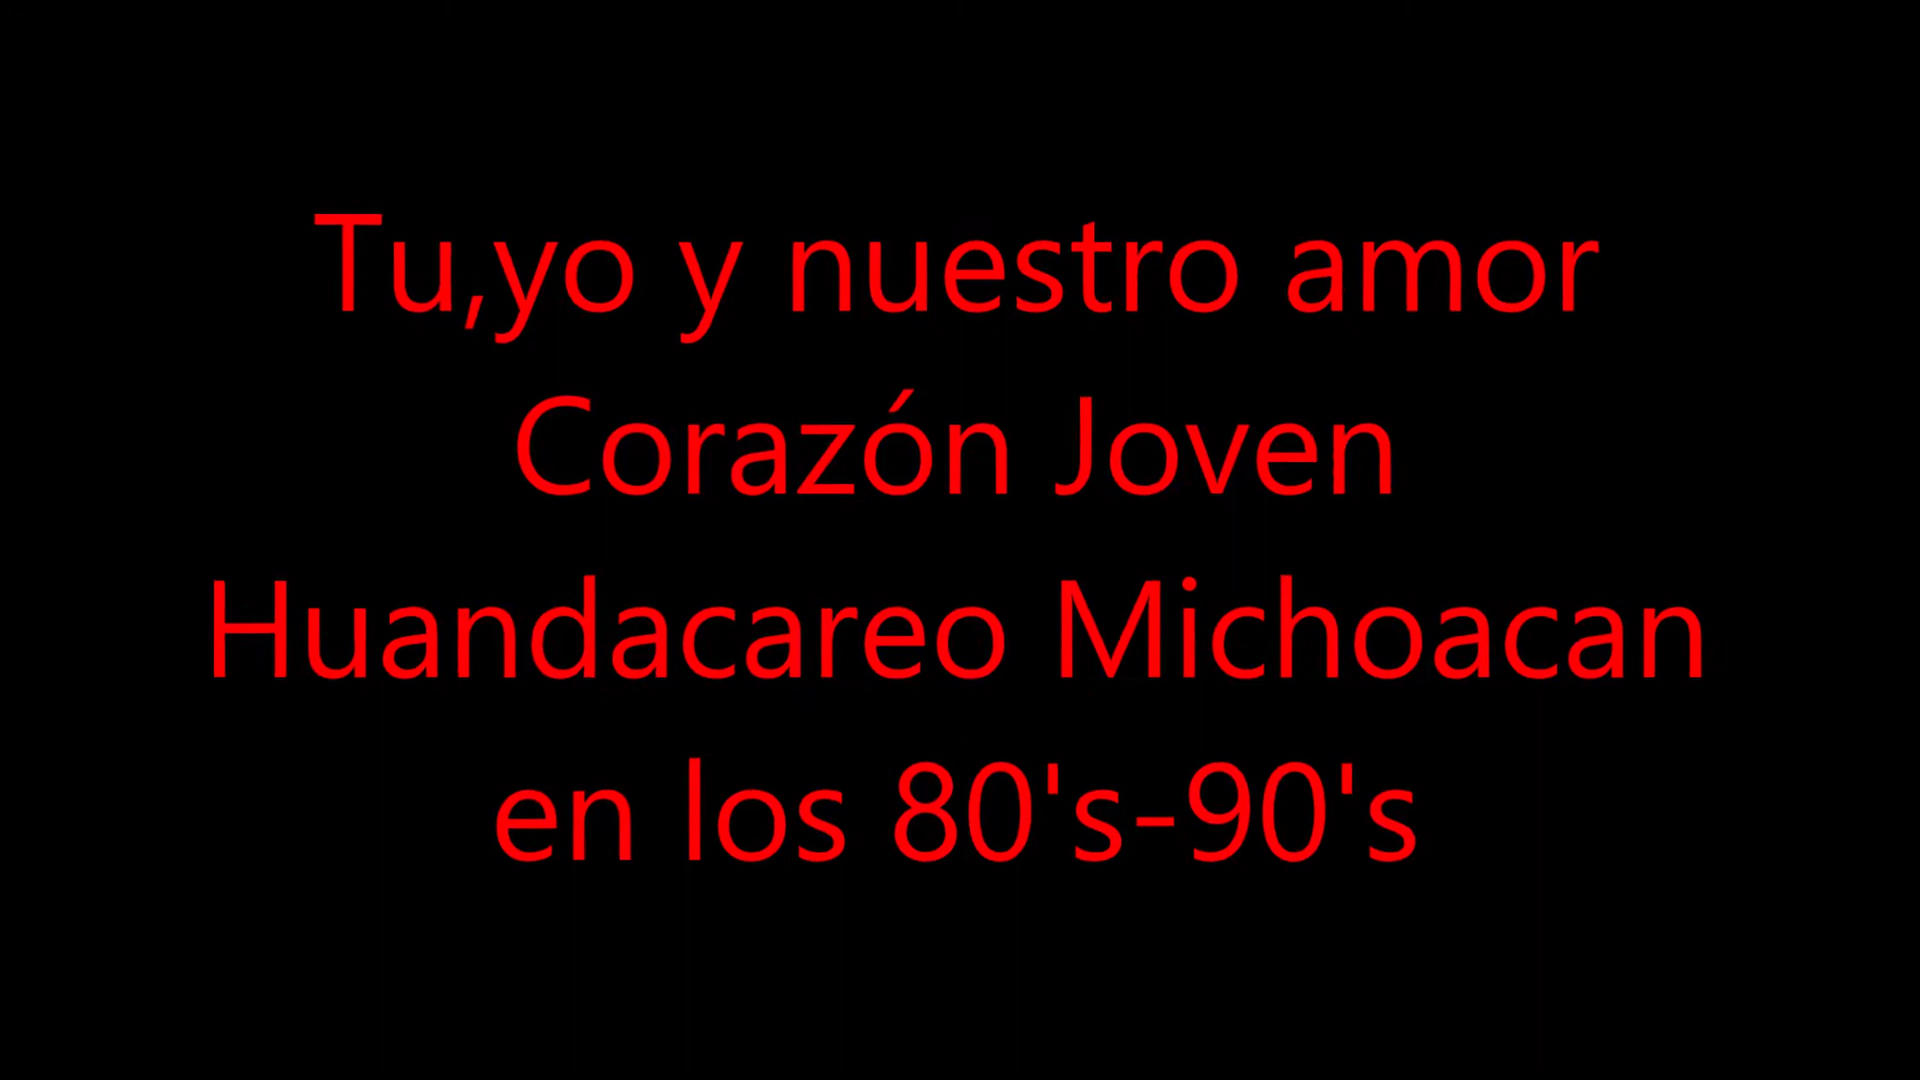 Tu,yo y nuestro amor
Corazón Joven
Huandacareo Michoacan
en los 80's-90's